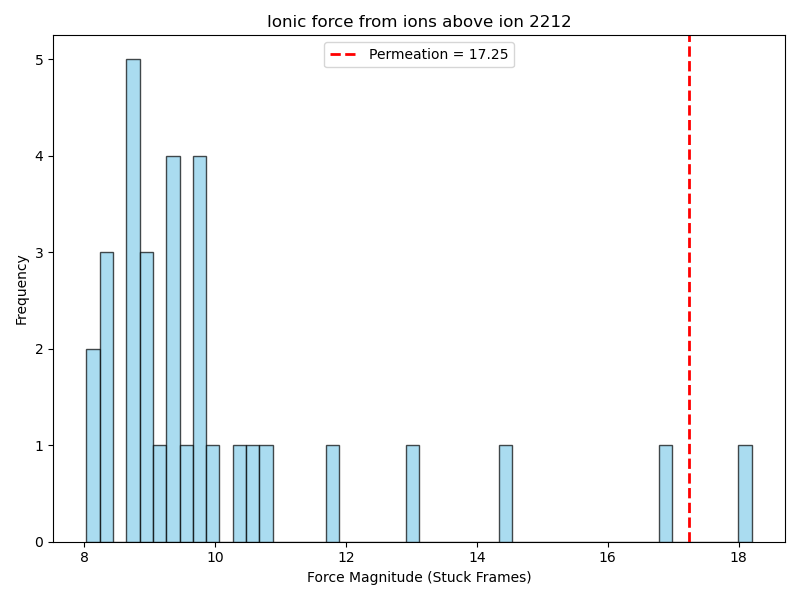 Ionic force from ions above ion 2212
Permeation = 17.25
5
4
3
2
1
0
Frequency
8 10 12 14 16 18
Force Magnitude (Stuck Frames)